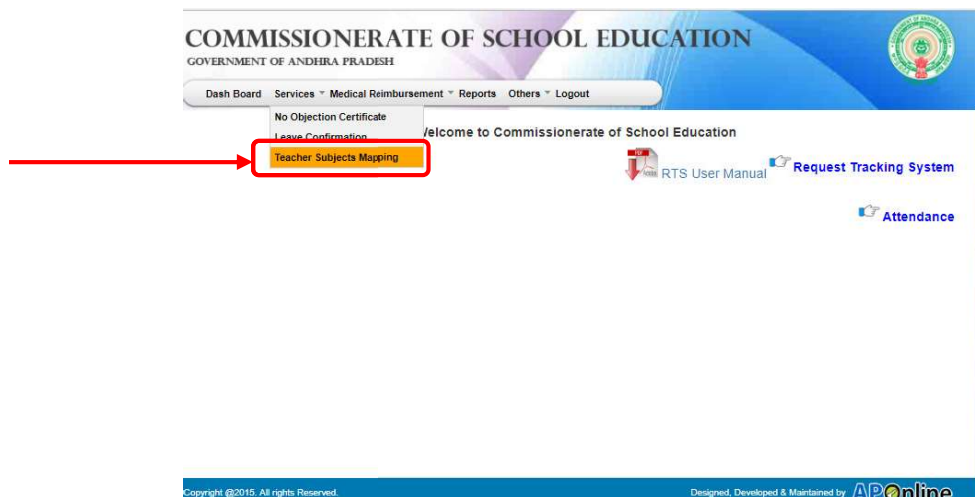 COMMISSIONERATE OF SCHOOL EDUCATION
GOVERNMENT OF ANDHRA PRADESH
Dash Board Services Medical Reimbursement Reports Others Logout
No Objection Certificate
Leave Confirmation
Welcome to Commissionerate of School Education
Teacher Subjects Mapping
RTS User Manual
Request Tracking System
Attendance
Copyright @2015. All rights Reserved.
Designed, Developed & Maintained by APOnline